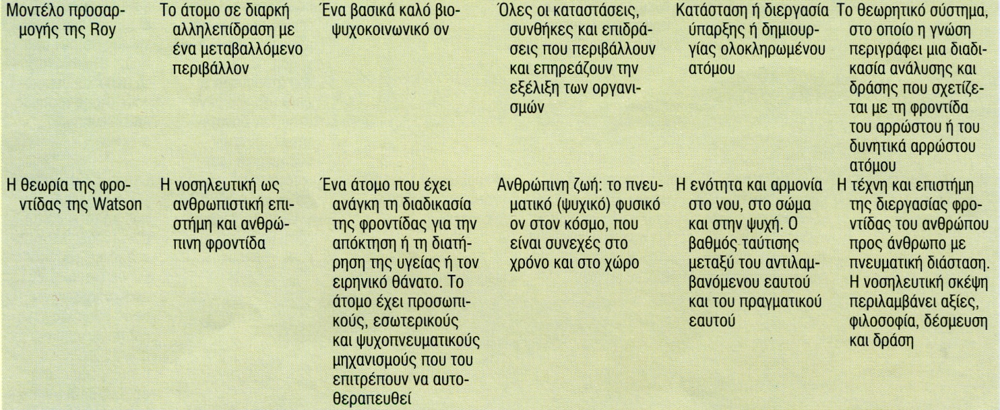 Μοντέλο προσαρ-
μογής της Roy
Το άτομο σε διαρκή
αλληλεπίδραση με
ένα μεταβαλλόμενο
περιβάλλον
Ένα βασικά καλό βιο-
ψυχοκοινωνικό ον
Όλες οι καταστάσεις,
συνθήκες και επιδρά-
σεις που περιβάλλουν
και επηρεάζουν την
εξέλιξη των οργανι-
σμών
Κατάσταση ή διεργασία
ύπαρξης ή δημιουρ-
γίας ολοκληρωμένου
ατόμου
Το θεωρητικό σύστημα,
στο οποίο η γνώση
περιγράφει μια διαδι-
κασία ανάλυσης και
δράσης που σχετίζε-
ται με τη φροντίδα
του αρρώστου ή του
δυνητικά αρρώστου
ατόμου
Η θεωρία της φρο-
ντίδας της Watson
Η νοσηλευτική ως
ανθρωπιστική επι-
στήμη και ανθρώ-
πινη φροντίδα
Ένα άτομο που έχει
ανάγκη τη διαδικασία
της φροντίδας για την
απόκτηση ή τη διατή-
ρηση της υγείας ή τον
ειρηνικό θάνατο. Το
άτομο έχει προσωπι-
κούς, εσωτερικούς
και ψυχοπνευματικούς
μηχανισμούς που του
επιτρέπουν να αυτο-
θεραπευθεί
Ανθρώπινη ζωή: το πνευ-
ματικό (ψυχικό) φυσικό
ον στον κόσμο, που
είναι συνεχές στο
χρόνο και στο χώρο
Η ενότητα και αρμονία
στο νου, στο σώμα
και στην ψυχή. Ο
βαθμός ταύτισης
μεταξύ του αντιλαμ-
βανόμενου εαυτού
και του πραγματικού
εαυτού
Η τέχνη και επιστήμη
της διεργασίας φρο-
ντίδας του ανθρώπου
προς άνθρωπο με
πνευματική διάσταση.
Η νοσηλευτική σκέψη
περιλαμβάνει αξίες,
φιλοσοφία, δέσμευση
και δράση